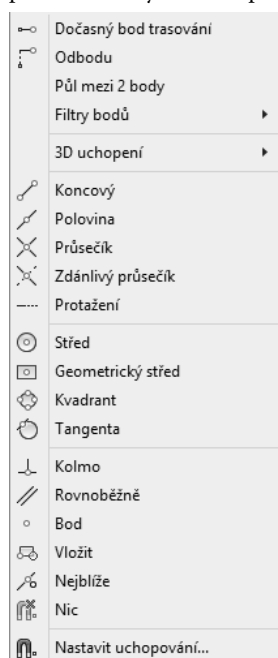 Dočasný bod trasování
Odbodu
Půl mezi 2 body
Filtry bodů
3D uchopení
Koncový
Polovina
Průsečík
Zdánlivý průsečík
Protažení
Střed
Geometrický střed
Kvadrant
Tangenta
Kolmo
Rovnoběžně
Bod
Vložit
Nejblíže
Nic
Nastavit uchopování...